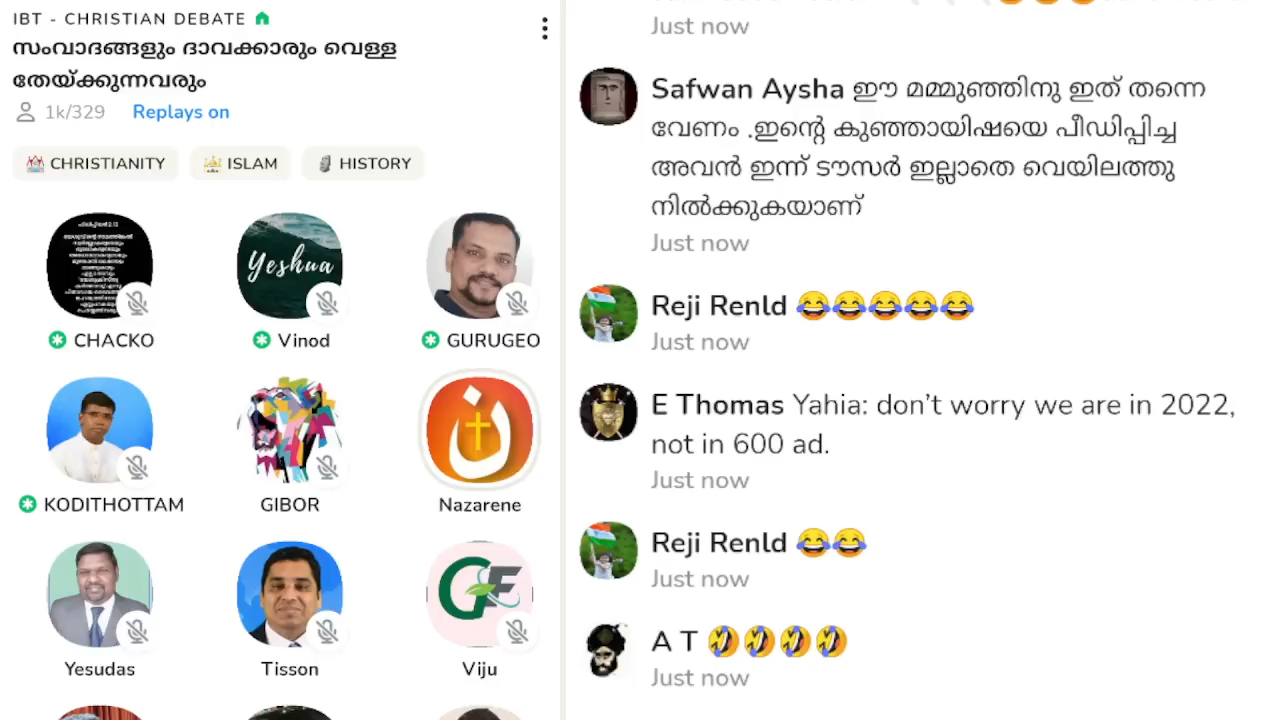 IBT - CHRISTIAN DEBATE
സംവാദങ്ങളും ദാവക്കാരും വെള്ള
തേയ്ക്കുന്നവരും
1k/329 Replays on
CHRISTIANITY ISLAM HISTORY
Yeshua
CHACKO Vinod GURUGEO
ن
KODITHOTTAM GIBOR Nazarene
GF
Yesudas Tisson Viju
Just now
Safwan Aysha ഈ മമ്മുഞ്ഞിനു ഇത് തന്നെ
വേണം .ഇന്റെ കുഞ്ഞായിഷയെ പീഡിപ്പിച്ച
അവൻ ഇന്ന് ടൗസർ ഇല്ലാതെ വെയിലത്തു
നിൽക്കുകയാണ്
Just now
Reji Renld 😂😂😂😂😂
Just now
E Thomas Yahia: don’t worry we are in 2022,
not in 600 ad.
Just now
Reji Renld 😂😂
Just now
A T 🤣🤣🤣🤣
Just now